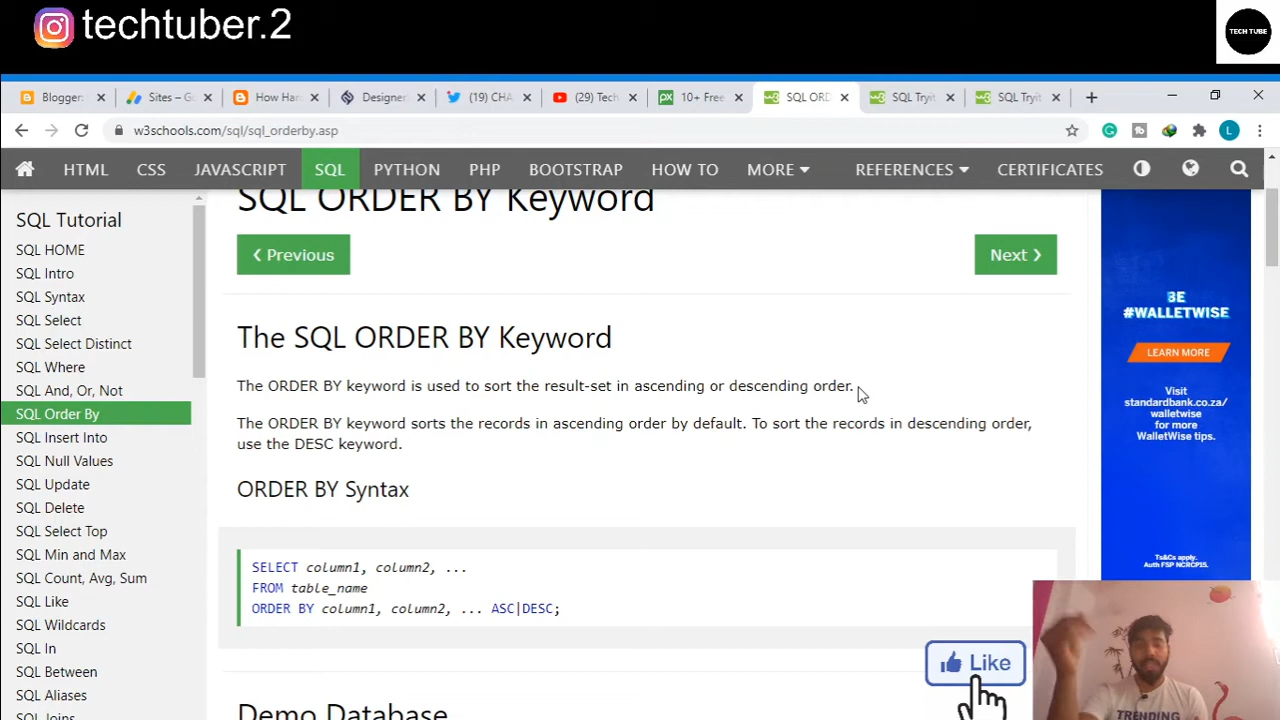 techtuber.2
TECH TUBE
Blogger:
Sites – Go
How Har
Designer
(19) CHA
(29) Tech
10+ Free
SQL ORD
SQL Tryit
SQL Tryit
w3schools.com/sql/sql_orderby.asp
HTML CSS JAVASCRIPT SQL PYTHON PHP BOOTSTRAP HOW TO MORE REFERENCES CERTIFICATES
SQL Tutorial
SQL HOME
SQL Intro
SQL Syntax
SQL Select
SQL Select Distinct
SQL Where
SQL And, Or, Not
SQL Order By
SQL Insert Into
SQL Null Values
SQL Update
SQL Delete
SQL Select Top
SQL Min and Max
SQL Count, Avg, Sum
SQL Like
SQL Wildcards
SQL In
SQL Between
SQL Aliases
SQL Joins
SQL ORDER BY Keyword
❮ Previous
Next ❯
The SQL ORDER BY Keyword
The ORDER BY keyword is used to sort the result-set in ascending or descending order.
The ORDER BY keyword sorts the records in ascending order by default. To sort the records in descending order,
use the DESC keyword.
ORDER BY Syntax
SELECT column1, column2, ...
FROM table_name
ORDER BY column1, column2, ... ASC|DESC;
Demo Database
BE
#WALLETWISE
LEARN MORE
Visit
standardbank.co.za/
walletwise
for more
WalletWise tips.
Ts&Cs apply.
Auth FSP NCRCP15.
Like
TRENDING